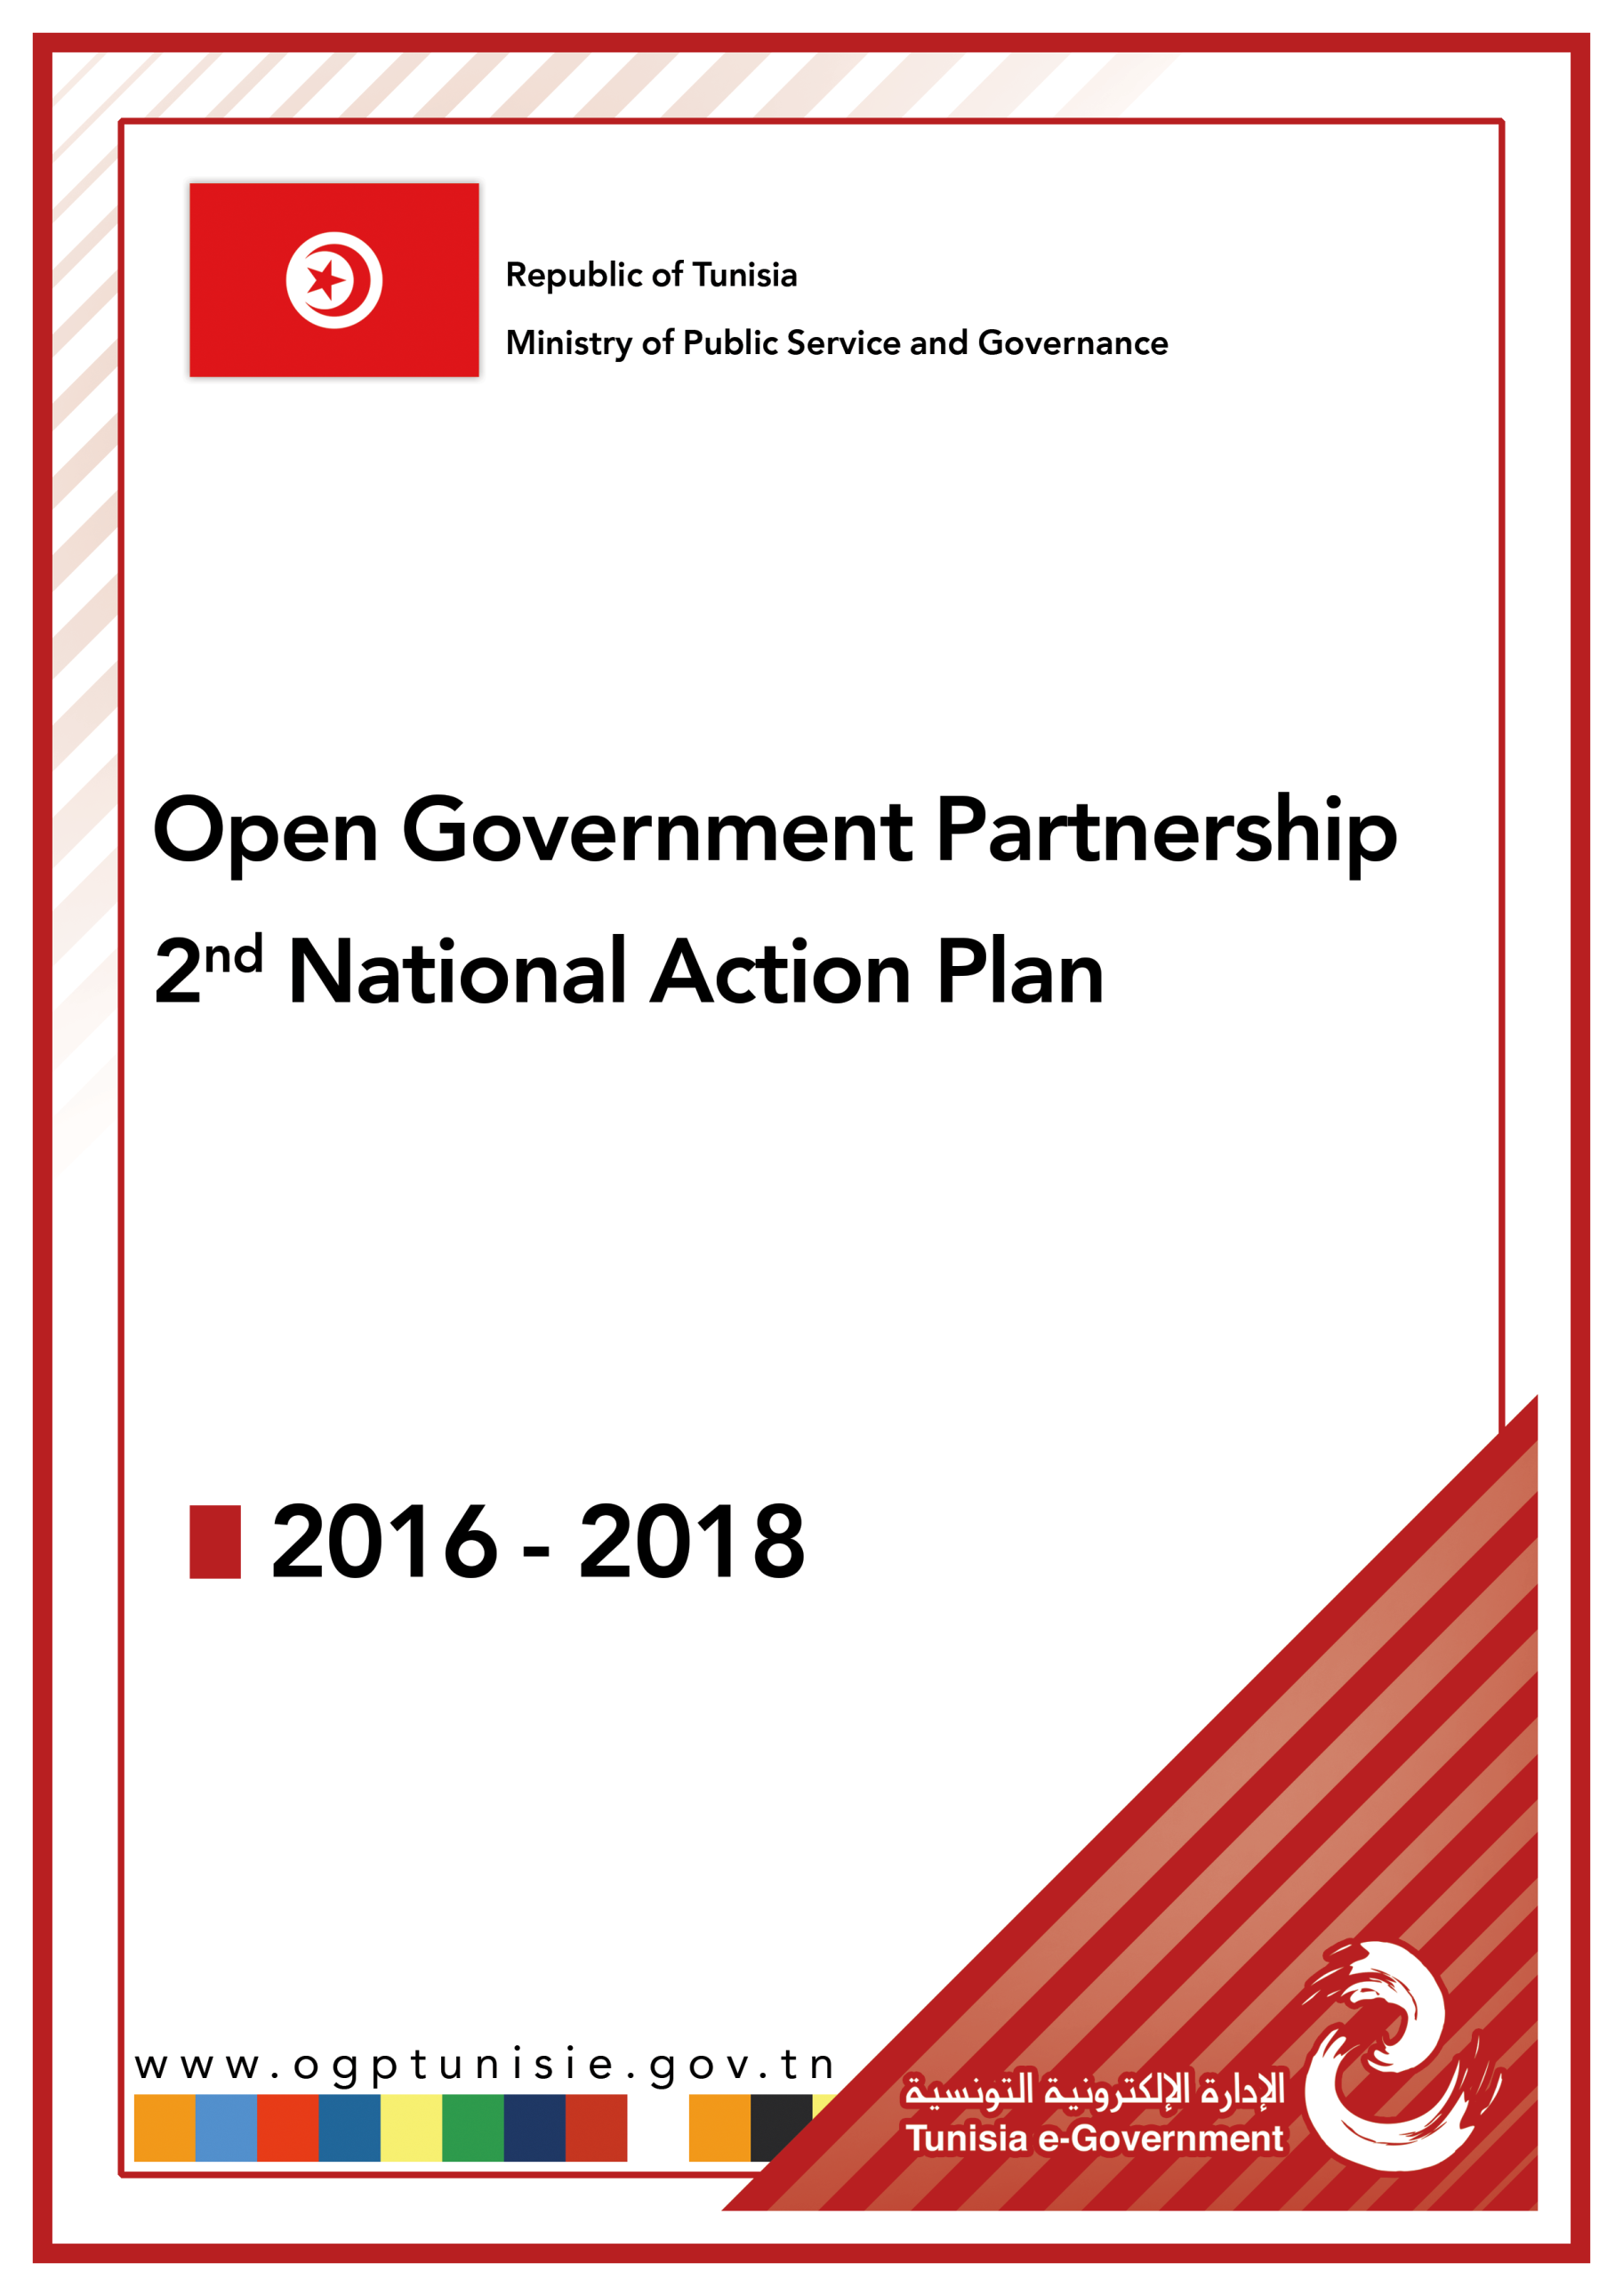 Republic of Tunisia
Ministry of Public Service and Governance
Open Government Partnership
2nd National Action Plan
2016 - 2018
www.ogptunisie.gov.tn
الإدارة الإلكترونية التونسية
Tunisia e-Government